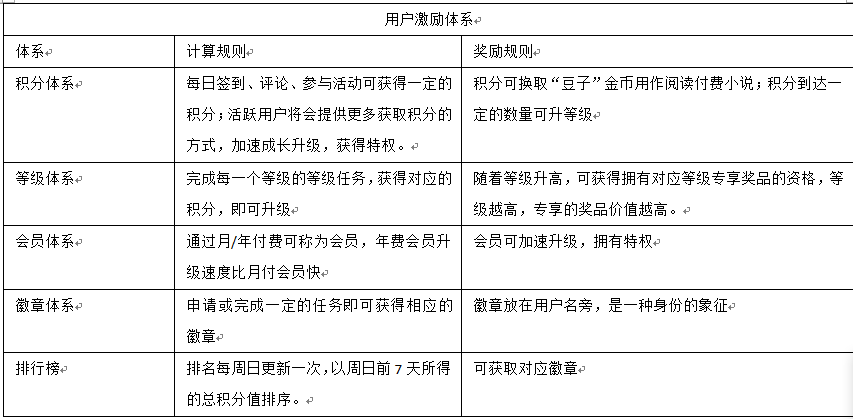 用户激励体系
体系
计算规则
奖励规则
积分体系
每日签到、评论、参与活动可获得一定的
积分；活跃用户将会提供更多获取积分的
方式，加速成长升级，获得特权。
积分可换取“豆子”金币用作阅读付费小说；积分到达一
定的数量可升等级
等级体系
完成每一个等级的等级任务，获得对应的
积分，即可升级
随着等级升高，可获得拥有对应等级专享奖品的资格，等
级越高，专享的奖品价值越高。
会员体系
通过月/年付费可称为会员，年费会员升
级速度比月付会员快
会员可加速升级，拥有特权
徽章体系
申请或完成一定的任务即可获得相应的
徽章
徽章放在用户名旁，是一种身份的象征
排行榜
排名每周日更新一次，以周日前 7 天所得
的总积分值排序。
可获取对应徽章